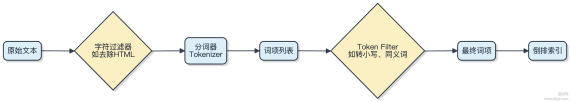 原始文本
字符过滤器
如去除HTML
分词器
Tokenizer
词项列表
Token Filter
如转小写、同义词
最终词项
倒排索引